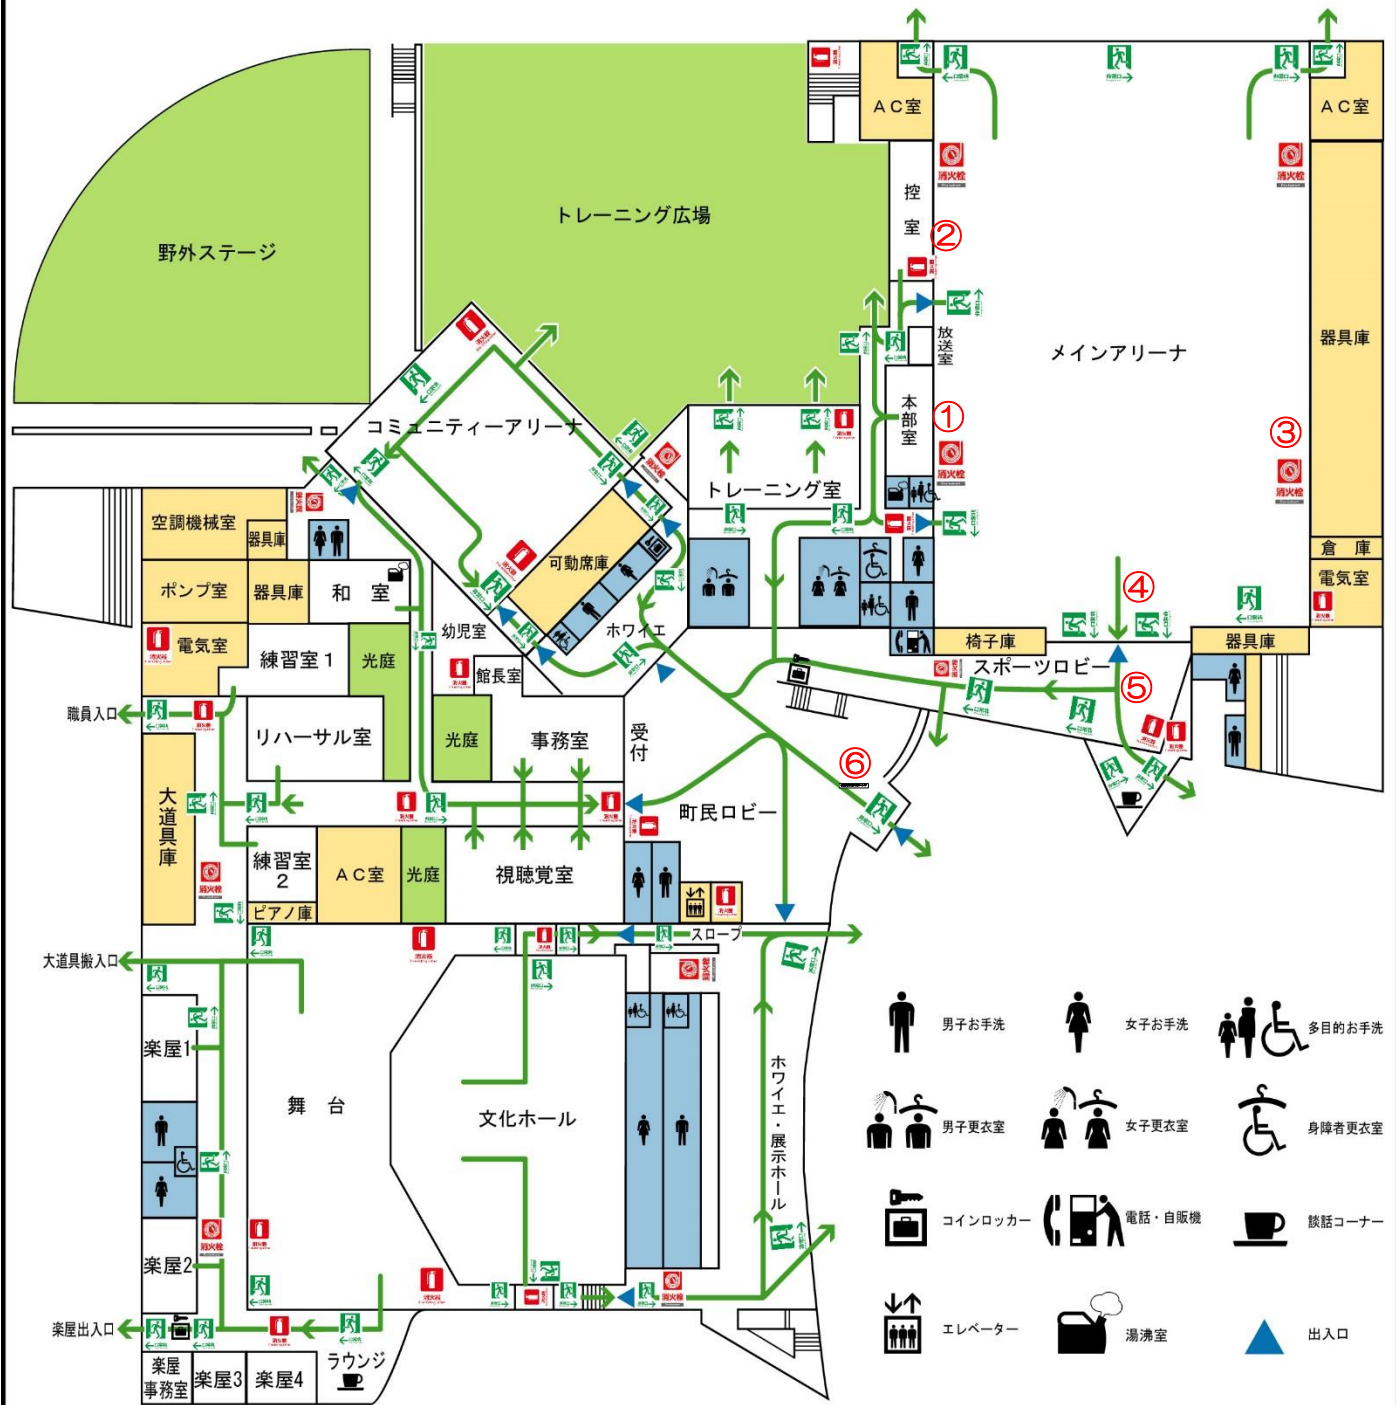 AC室
AC室
控室
②
トレーニング広場
野外ステージ
放送室
メインアリーナ
器具庫
本部室
①
③
消火栓
消火栓
消火栓
消火栓
コミュニティーアリーナ
トレーニング室
空調機械室
器具庫
可動席庫
倉庫
電気室
④
ポンプ室
器具庫
和室
幼児室
ホワイエ
椅子庫
器具庫
電気室
練習室1
光庭
館長室
スポーツロビー
⑤
職員入口
リハーサル室
光庭
事務室
受付
⑥
大道具庫
町民ロビー
練習室2
AC室
光庭
視聴覚室
消火栓
ピアノ庫
スロープ
大道具搬入口
楽屋1
舞台
文化ホール
ホワイエ・展示ホール
男子お手洗
女子お手洗
多目的お手洗
男子更衣室
女子更衣室
身障者更衣室
コインロッカー
電話・自販機
談話コーナー
消火栓
楽屋2
消火栓
エレベーター
湯沸室
出入口
楽屋出入口
楽屋事務室
楽屋3
楽屋4
ラウンジ